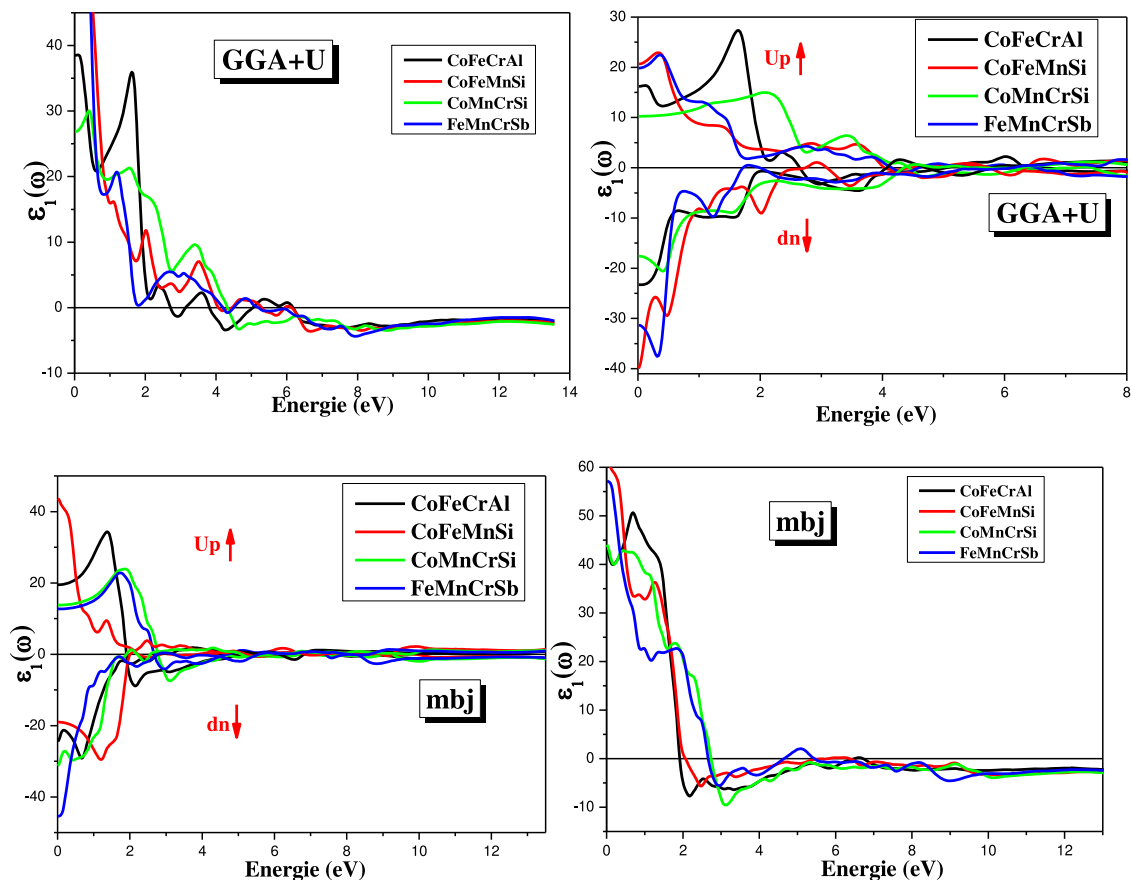 GGA+U
CoFeCrAl
CoFeMnSi
CoMnCrSi
FeMnCrSb
ε₁(ω)
40
30
20
10
0
-10
0 2 4 6 8 10 12 14
Energie (eV)
Up
CoFeCrAl
CoFeMnSi
CoMnCrSi
FeMnCrSb
dn
GGA+U
ε₁(ω)
30
20
10
0
-10
-20
-30
-40
0 2 4 6 8
Energie (eV)
Up
CoFeCrAl
CoFeMnSi
CoMnCrSi
FeMnCrSb
dn
mbj
ε₁(ω)
40
20
0
-20
-40
0 2 4 6 8 10 12
Energie (eV)
mbj
CoFeCrAl
CoFeMnSi
CoMnCrSi
FeMnCrSb
ε₁(ω)
60
50
40
30
20
10
0
-10
0 2 4 6 8 10 12
Energie (eV)